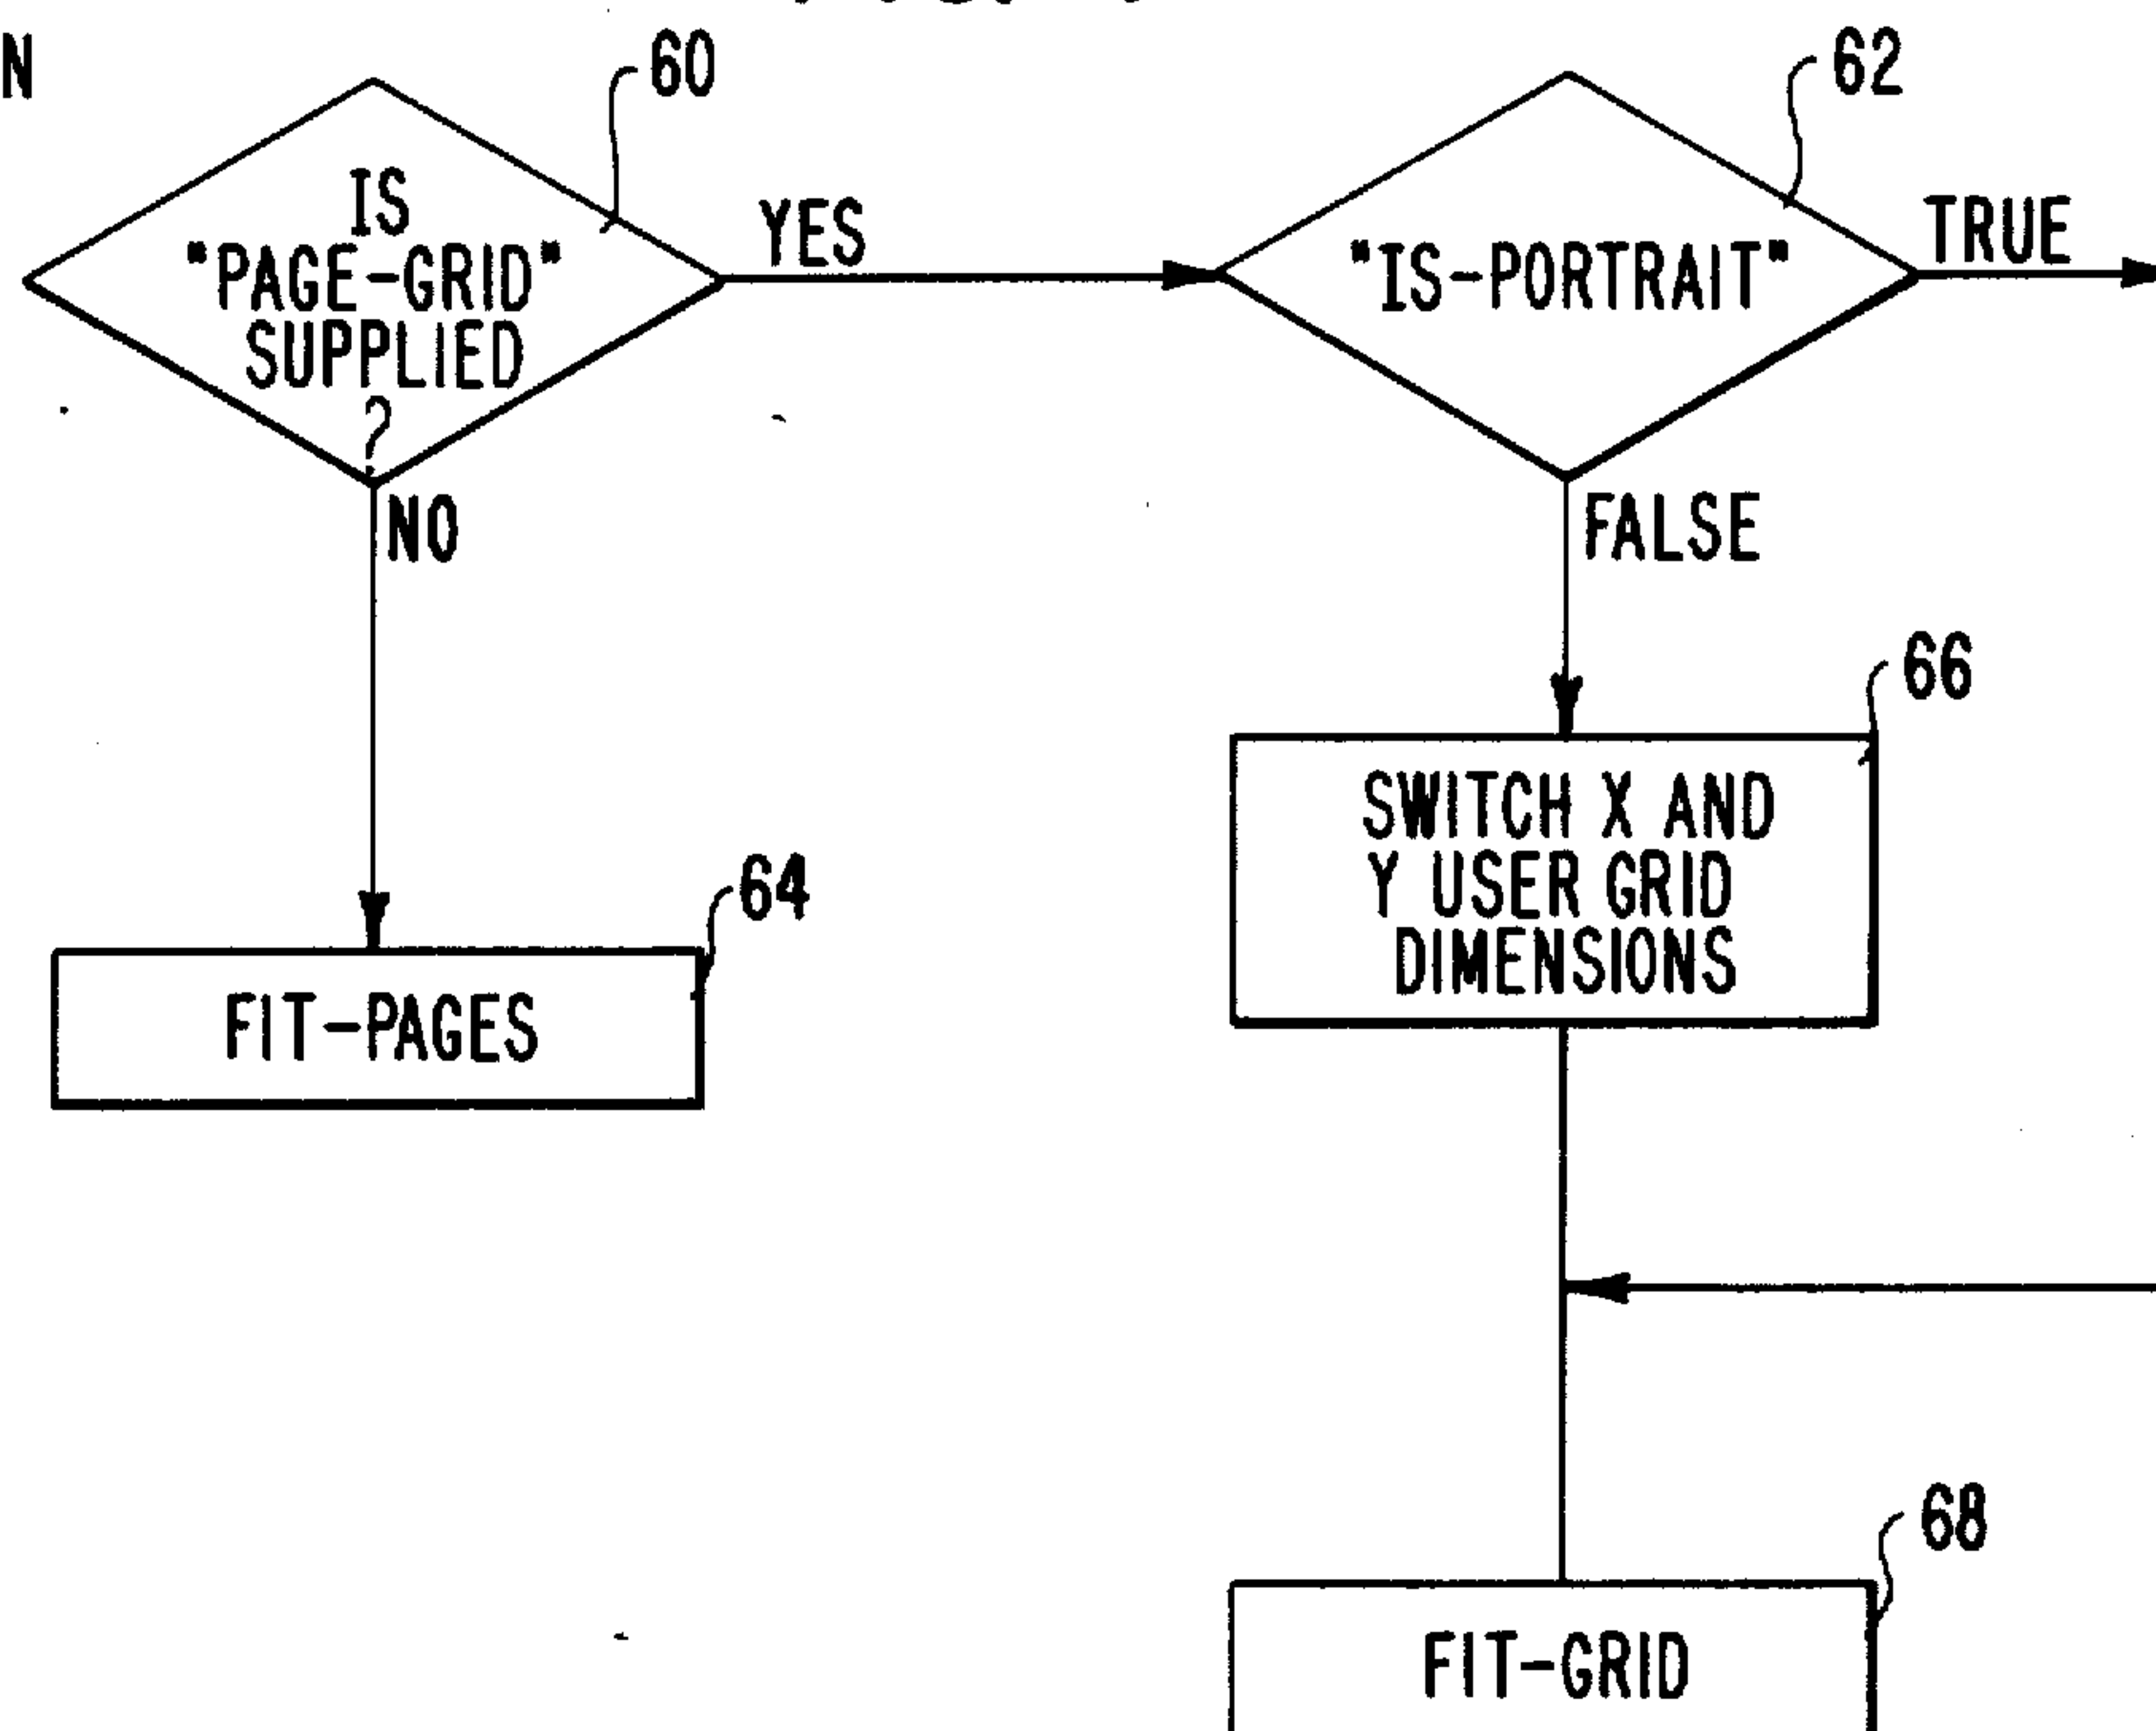 N
60
IS
"PAGE-GRID"
SUPPLIED
?
YES
62
"IS-PORTRAIT"
TRUE
NO
FALSE
66
SWITCH X AND
Y USER GRID
DIMENSIONS
64
FIT-PAGES
68
FIT-GRID